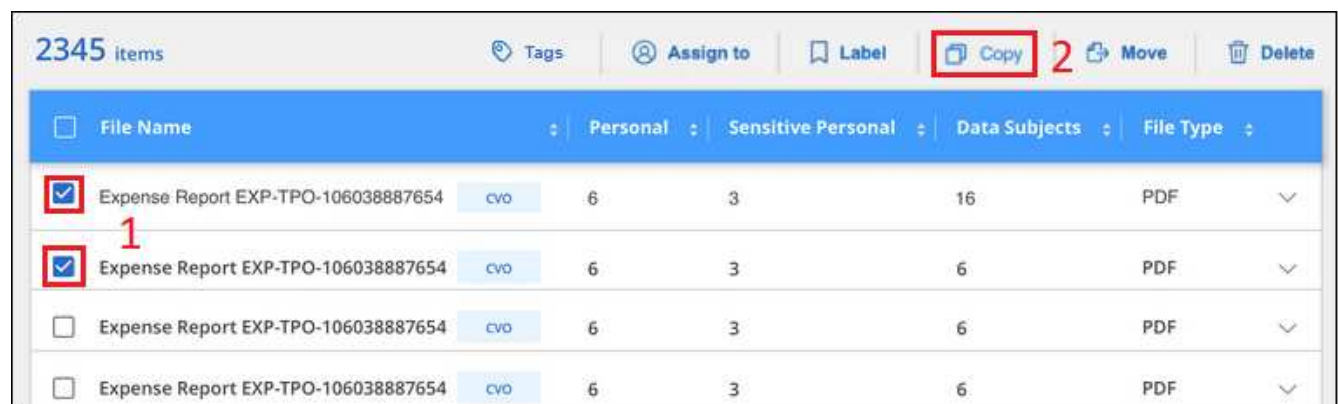 2345 items Tags Assign to Label Copy 2 Move Delete
File Name Personal Sensitive Personal Data Subjects File Type
Expense Report EXP-TPO-106038887654 CVO 6 3 16 PDF
1
Expense Report EXP-TPO-106038887654 CVO 6 3 6 PDF
Expense Report EXP-TPO-106038887654 CVO 6 3 6 PDF
Expense Report EXP-TPO-106038887654 CVO 6 3 6 PDF